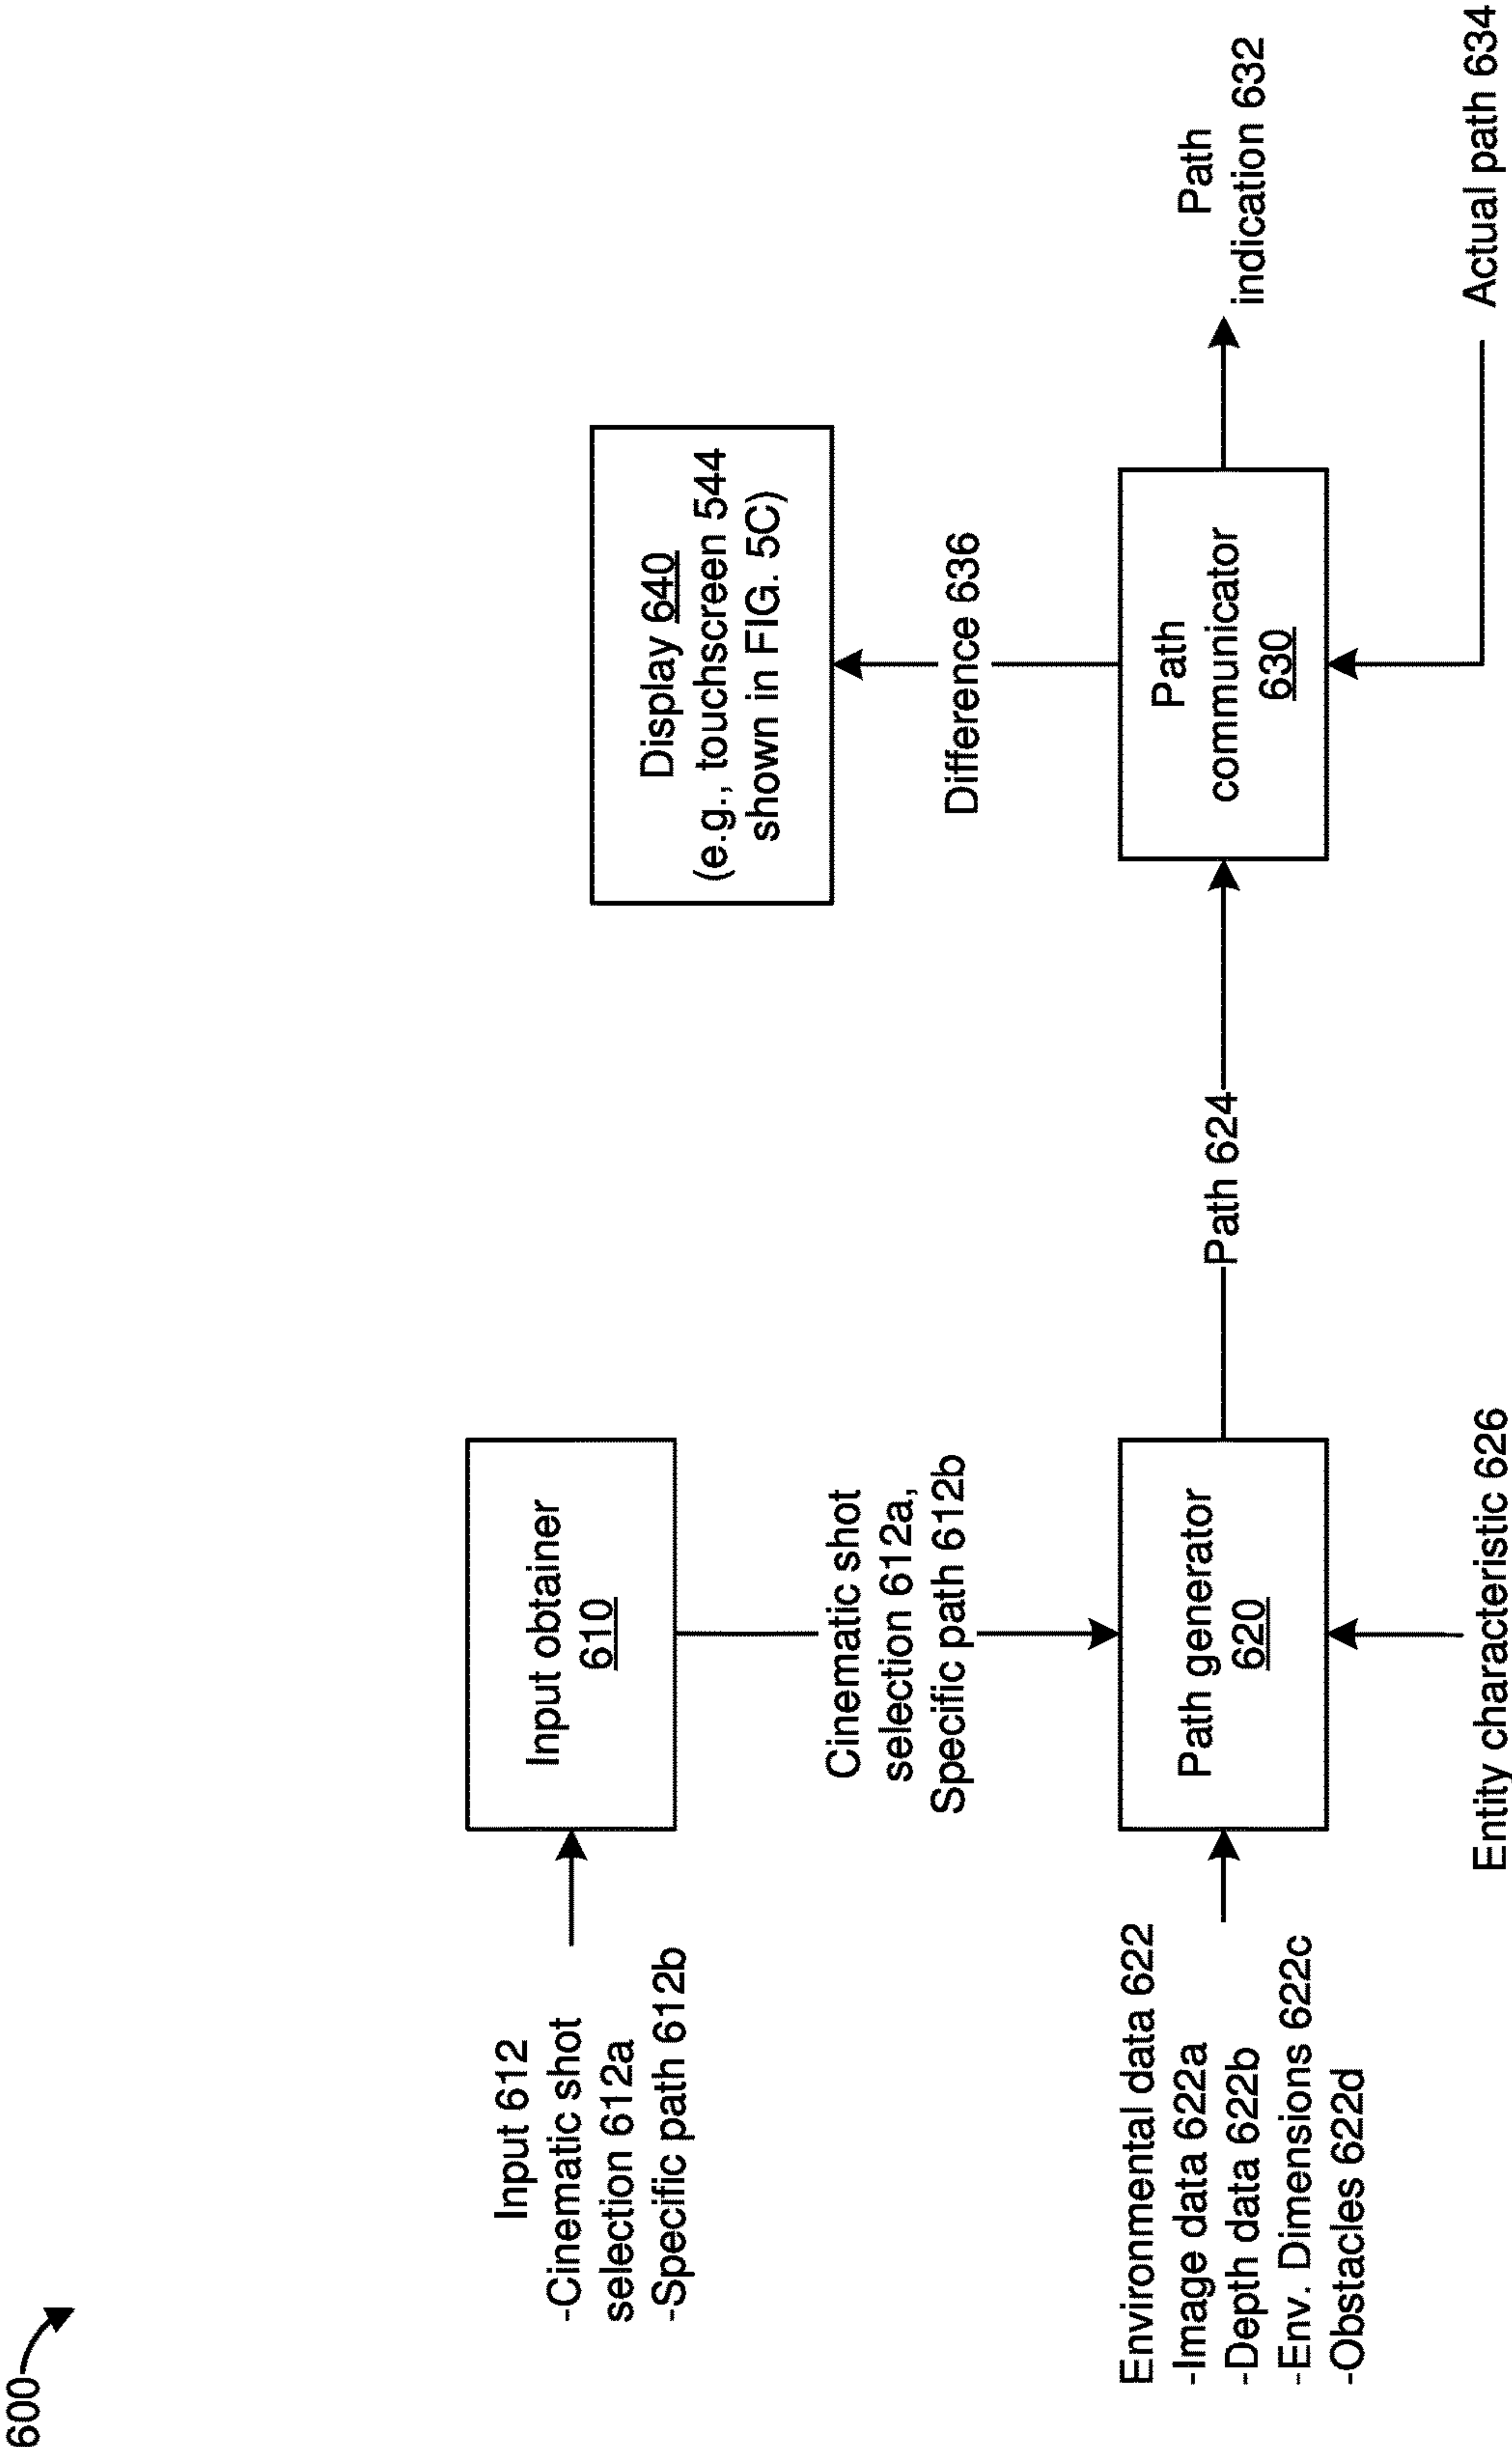 600
Input 612
-Cinematic shot
selection 612a
-Specific path 612b
Input obtainer
610
Cinematic shot
selection 612a,
Specific path 612b
Environmental data 622
-Image data 622a
-Depth data 622b
-Env. Dimensions 622c
-Obstacles 622d
Path generator
620
Entity characteristic 626
Path 624
Display 640
(e.g., touchscreen 544
shown in FIG. 5C)
Difference 636
Path
communicator
630
Path
indication 632
Actual path 634